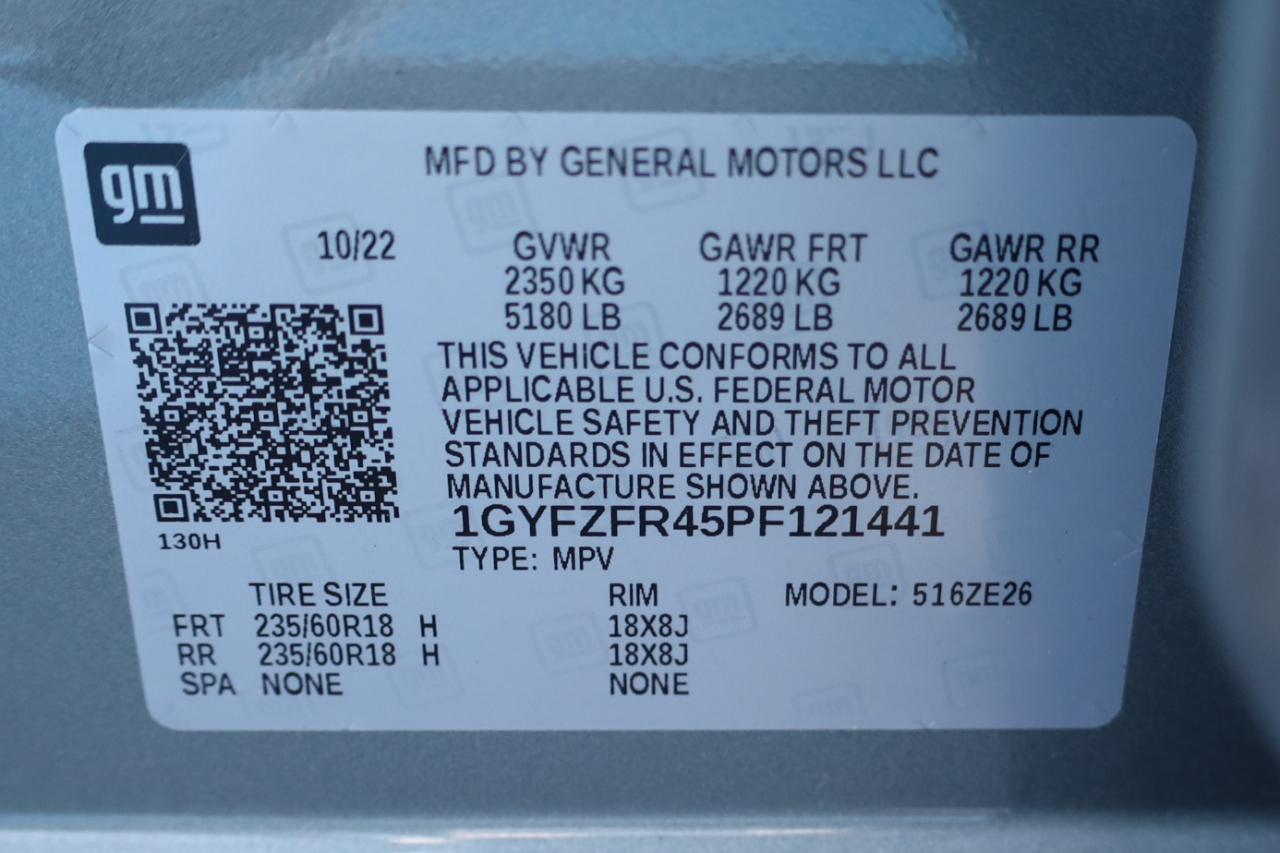 gm
MFD BY GENERAL MOTORS LLC
10/22 GVWR GAWR FRT GAWR RR
2350 KG 1220 KG 1220 KG
5180 LB 2689 LB 2689 LB
THIS VEHICLE CONFORMS TO ALL
APPLICABLE U.S. FEDERAL MOTOR
VEHICLE SAFETY AND THEFT PREVENTION
STANDARDS IN EFFECT ON THE DATE OF
MANUFACTURE SHOWN ABOVE.
1GYFZFR45PF121441
130H
TYPE: MPV
TIRE SIZE RIM MODEL: 516ZE26
FRT 235/60R18 H 18X8J
RR 235/60R18 H 18X8J
SPA NONE NONE